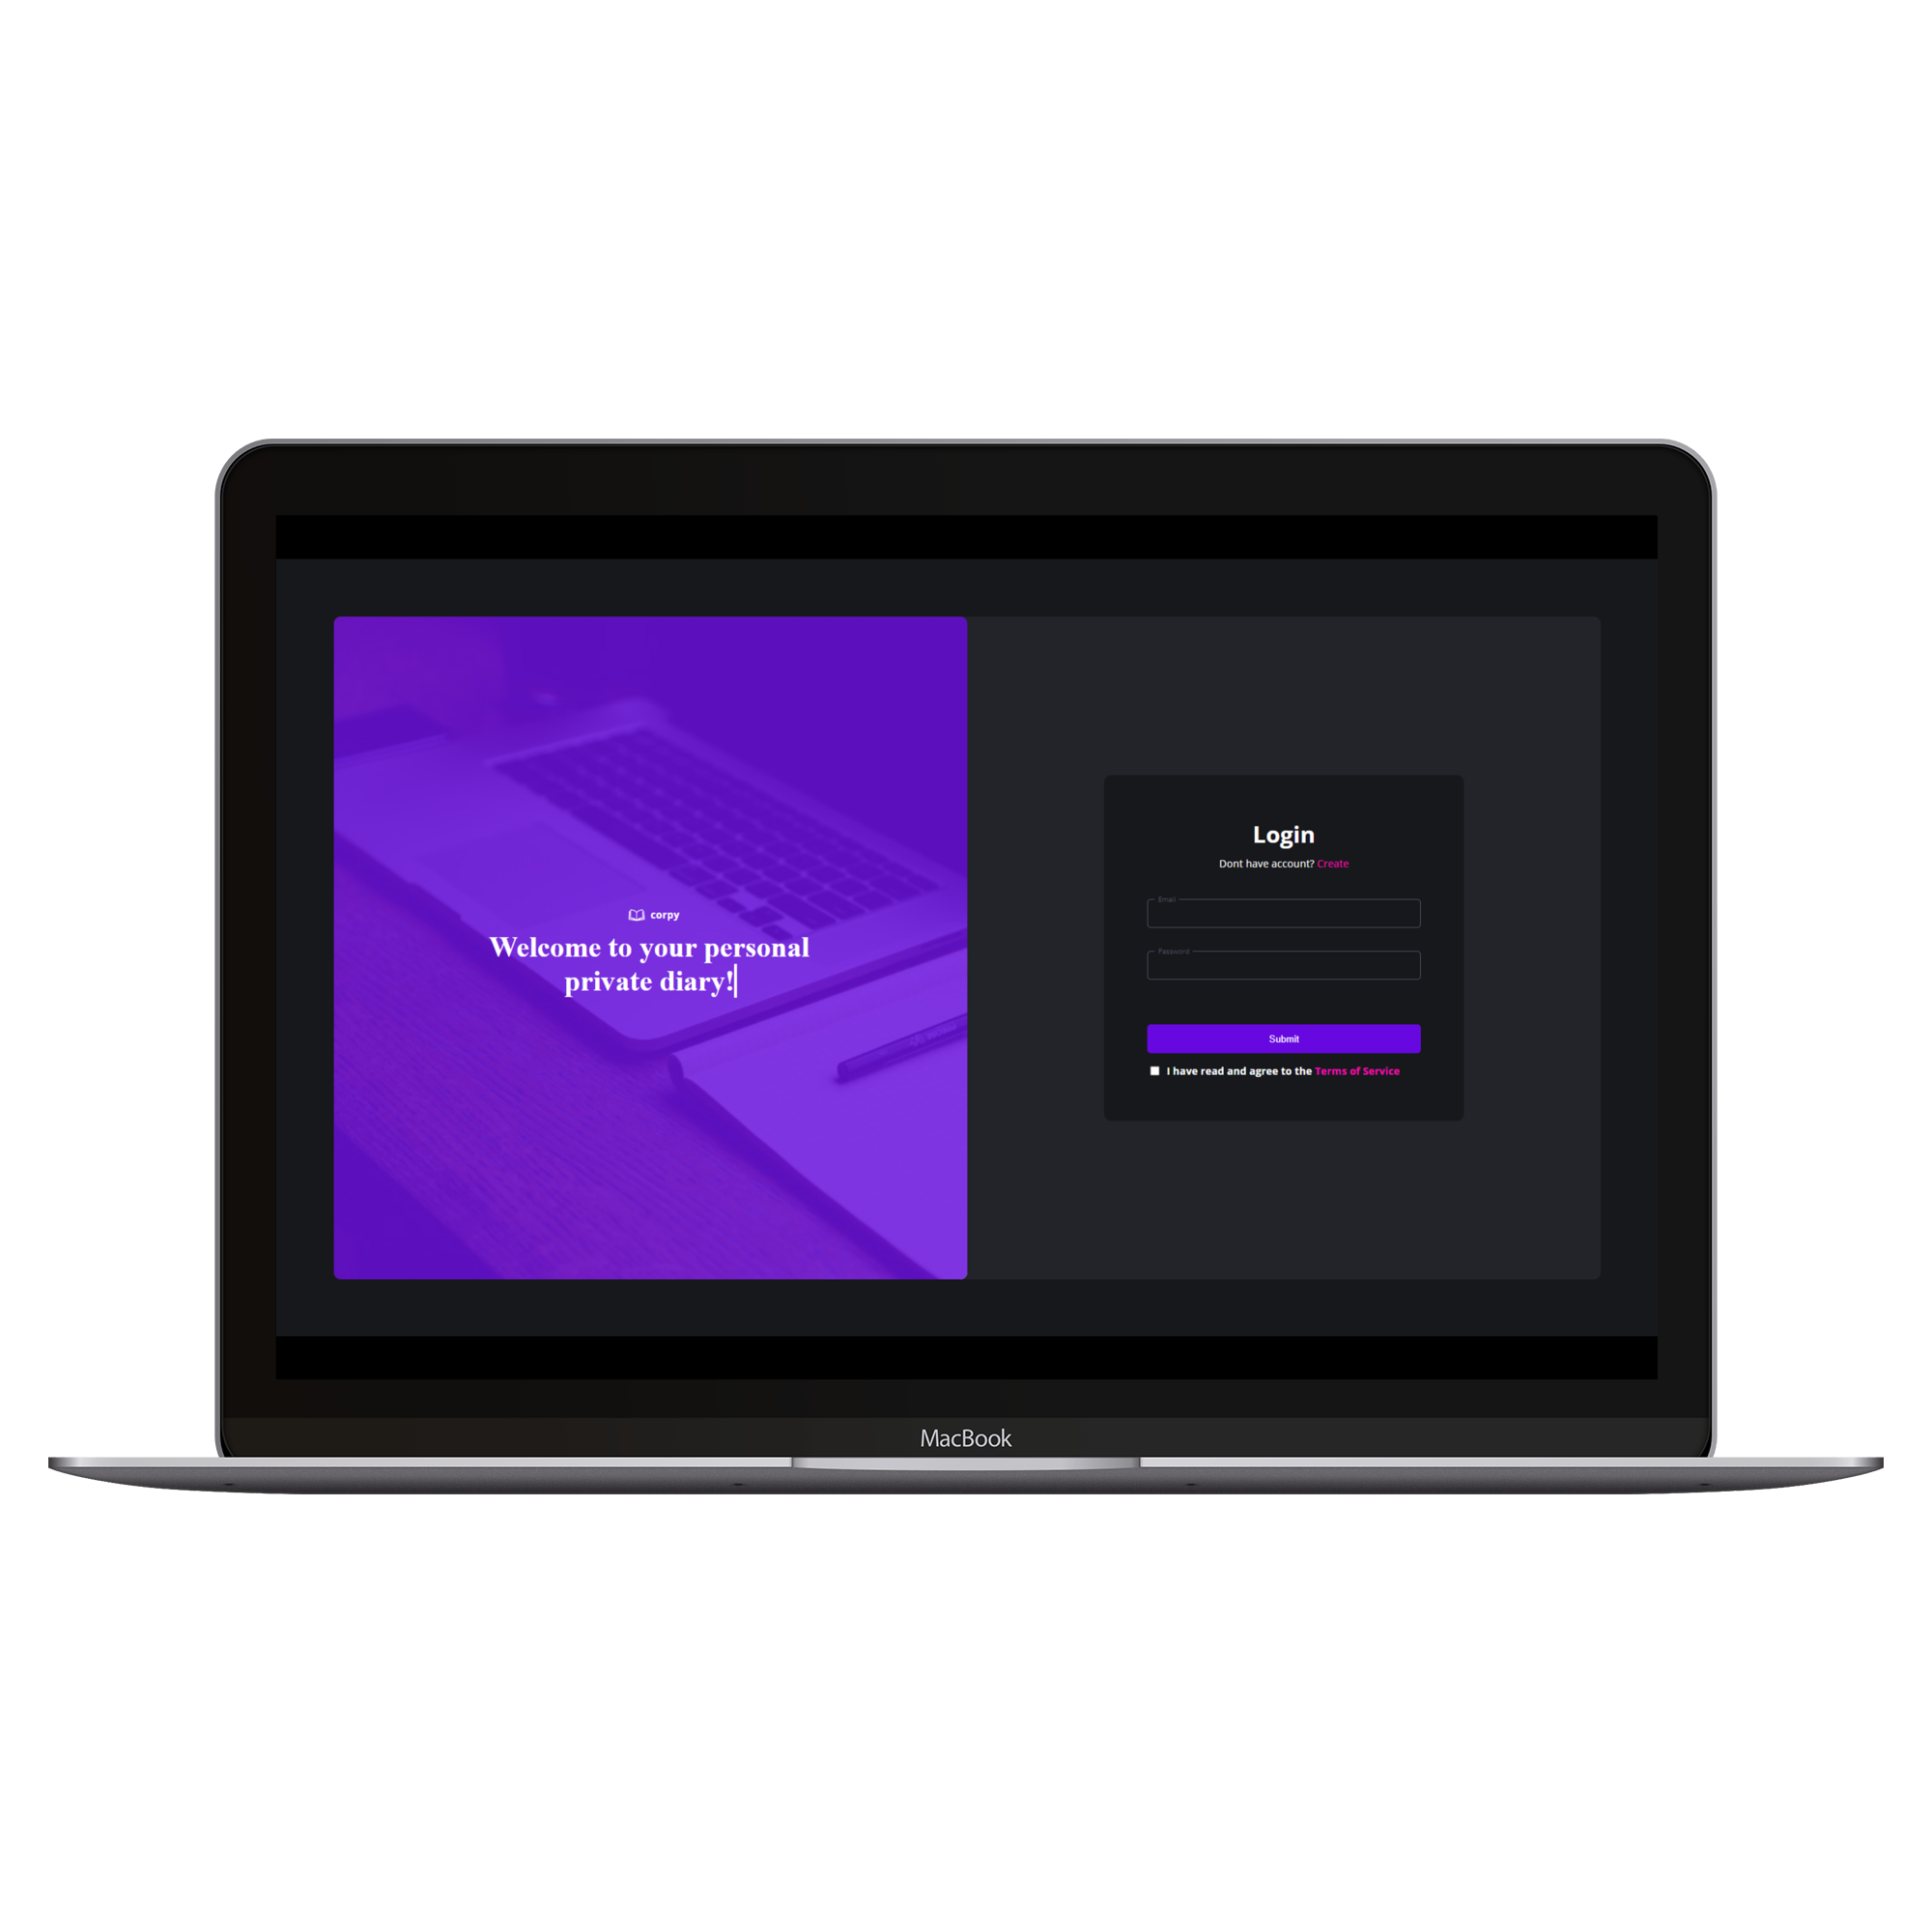 corpy
Welcome to your personal
private diary!
Login
Dont have account? Create
Email
Password
Submit
I have read and agree to the Terms of Service
MacBook